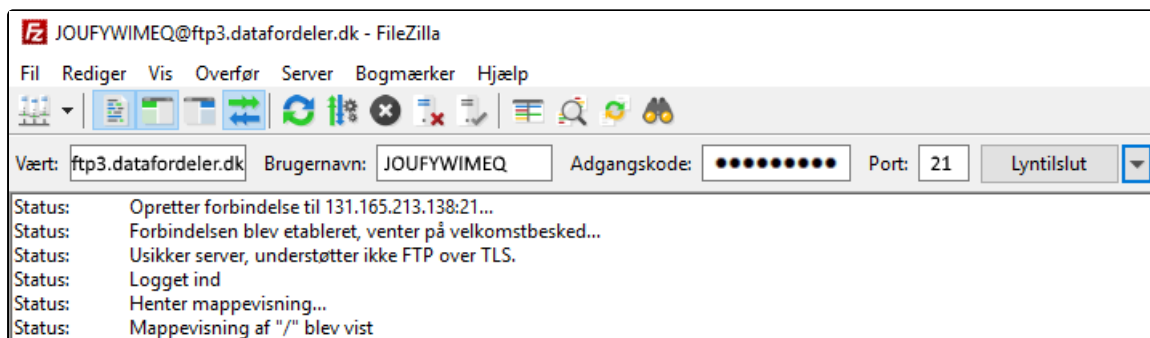 JOUFYWIMEQ@ftp3.datafordeler.dk - FileZilla
Fil Rediger Vis Overfør Server Bogmærker Hjælp
Vært: ftp3.datafordeler.dk Brugernavn: JOUFYWIMEQ Adgangskode: ●●●●●●●●● Port: 21 Lyntilslut
Status: Opretter forbindelse til 131.165.213.138:21...
Status: Forbindelsen blev etableret, venter på velkomstbesked...
Status: Usikker server, understøtter ikke FTP over TLS.
Status: Logget ind
Status: Henter mappevisning...
Status: Mappevisning af "/" blev vist